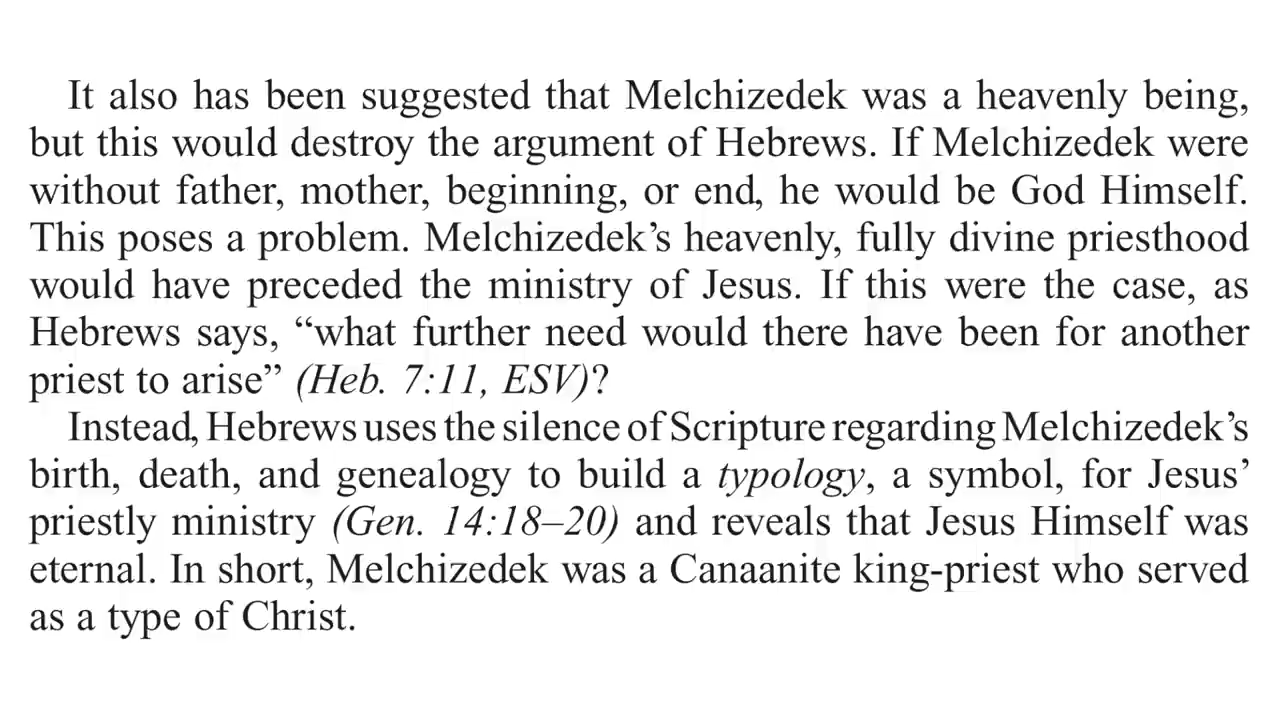 It also has been suggested that Melchizedek was a heavenly being,
but this would destroy the argument of Hebrews. If Melchizedek were
without father, mother, beginning, or end, he would be God Himself.
This poses a problem. Melchizedek’s heavenly, fully divine priesthood
would have preceded the ministry of Jesus. If this were the case, as
Hebrews says, “what further need would there have been for another
priest to arise” (Heb. 7:11, ESV)?
Instead, Hebrews uses the silence of Scripture regarding Melchizedek’s
birth, death, and genealogy to build a typology, a symbol, for Jesus’
priestly ministry (Gen. 14:18–20) and reveals that Jesus Himself was
eternal. In short, Melchizedek was a Canaanite king-priest who served
as a type of Christ.